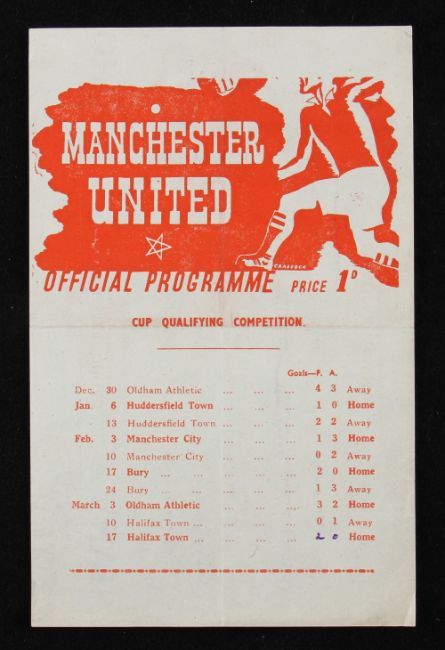 MANCHESTER
UNITED
CRADDOCK
OFFICIAL PROGRAMME PRICE 1D
CUP QUALIFYING COMPETITION.
Goals—F. A.
Dec. 30 Oldham Athletic ... ... ... 4 3 Away
Jan. 6 Huddersfield Town ... ... ... 1 0 Home
13 Huddersfield Town ... ... ... 2 2 Away
Feb. 3 Manchester City ... ... ... 1 3 Home
10 Manchester City ... ... ... 0 2 Away
17 Bury ... ... ... ... ... 2 0 Home
24 Bury ... ... ... ... ... 1 3 Away
March 3 Oldham Athletic ... ... ... 3 2 Home
10 Halifax Town ... ... ... ... 0 1 Away
17 Halifax Town ... ... ... ... 2 0 Home